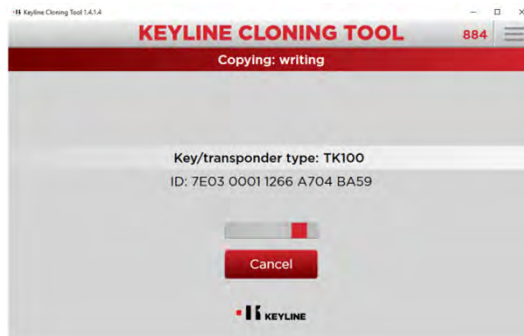 Keyline Cloning Tool 1.4.1.4
KEYLINE CLONING TOOL 884
Copying: writing
Key/transponder type: TK100
ID: 7E03 0001 1266 A704 BA59
Cancel
KEYLINE